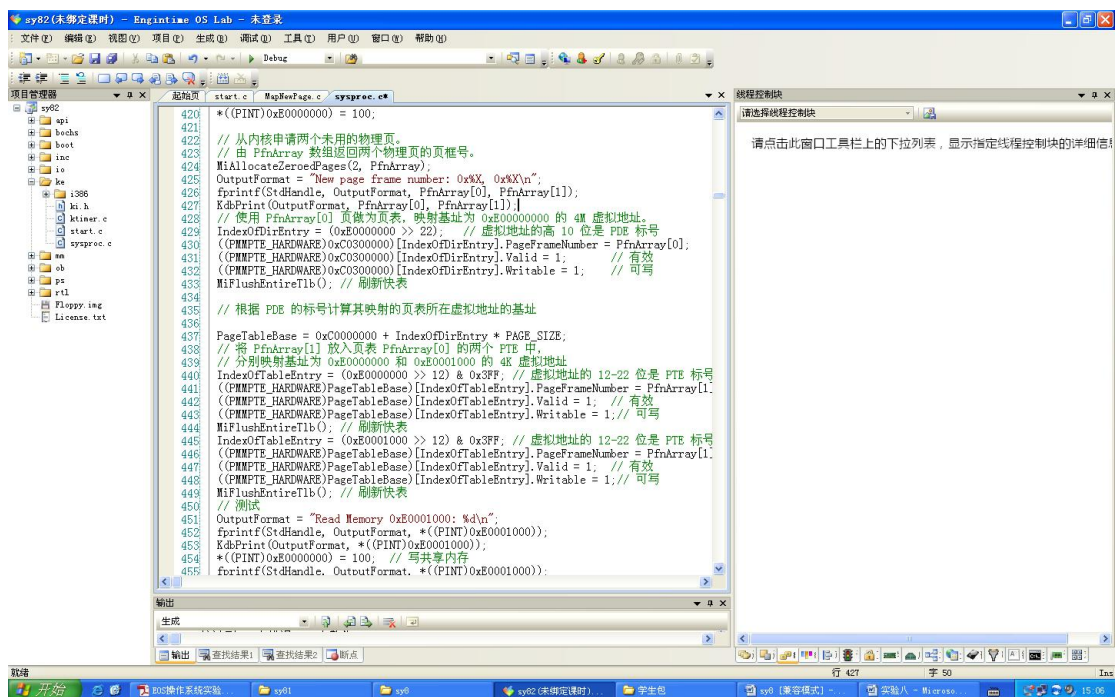 sy82(未绑定课时) - Engintime OS Lab - 未登录
文件(F) 编辑(E) 视图(V) 项目(P) 生成(B) 调试(D) 工具(T) 用户(U) 窗口(W) 帮助(H)
Debug
项目管理器
起始页 start.c MapNewPage.c sysproc.c*
线程控制块
sy82
api
bochs
boot
inc
io
ke
i386
ki.h
ktimer.c
start.c
sysproc.c
mm
ob
ps
rtl
Floppy.img
License.txt
420 *((PINT)0xE0000000) = 100;
421
422 // 从内核申请两个未用的物理页。
423 // 由 PfnArray 数组返回两个物理页的页框号。
424 MiAllocateZeroedPages(2, PfnArray);
425 OutputFormat = "New page frame number: 0x%X, 0x%X\n";
426 fprintf(StdHandle, OutputFormat, PfnArray[0], PfnArray[1]);
427 KdbPrint(OutputFormat, PfnArray[0], PfnArray[1]);
428 // 使用 PfnArray[0] 页做为页表，映射基址为 0xE00000000 的 4M 虚拟地址。
429 IndexOfDirEntry = (0xE0000000 >> 22); // 虚拟地址的高 10 位是 PDE 标号
430 ((PMMPTE_HARDWARE)0xC0300000)[IndexOfDirEntry].PageFrameNumber = PfnArray[0];
431 ((PMMPTE_HARDWARE)0xC0300000)[IndexOfDirEntry].Valid = 1; // 有效
432 ((PMMPTE_HARDWARE)0xC0300000)[IndexOfDirEntry].Writable = 1; // 可写
433 MiFlushEntireTlb(); // 刷新快表
434
435 // 根据 PDE 的标号计算其映射的页表所在虚拟地址的基址
436
437 PageTableBase = 0xC0000000 + IndexOfDirEntry * PAGE_SIZE;
438 // 将 PfnArray[1] 放入页表 PfnArray[0] 的两个 PTE 中，
439 // 分别映射基址为 0xE0000000 和 0xE0001000 的 4K 虚拟地址
440 IndexOfTableEntry = (0xE0000000 >> 12) & 0x3FF; // 虚拟地址的 12-22 位是 PTE 标号
441 ((PMMPTE_HARDWARE)PageTableBase)[IndexOfTableEntry].PageFrameNumber = PfnArray[1]
442 ((PMMPTE_HARDWARE)PageTableBase)[IndexOfTableEntry].Valid = 1; // 有效
443 ((PMMPTE_HARDWARE)PageTableBase)[IndexOfTableEntry].Writable = 1;// 可写
444 MiFlushEntireTlb(); // 刷新快表
445 IndexOfTableEntry = (0xE0001000 >> 12) & 0x3FF; // 虚拟地址的 12-22 位是 PTE 标号
446 ((PMMPTE_HARDWARE)PageTableBase)[IndexOfTableEntry].PageFrameNumber = PfnArray[1]
447 ((PMMPTE_HARDWARE)PageTableBase)[IndexOfTableEntry].Valid = 1; // 有效
448 ((PMMPTE_HARDWARE)PageTableBase)[IndexOfTableEntry].Writable = 1;// 可写
449 MiFlushEntireTlb(); // 刷新快表
450 // 测试
451 OutputFormat = "Read Memory 0xE0001000: %d\n";
452 fprintf(StdHandle, OutputFormat, *((PINT)0xE0001000));
453 KdbPrint(OutputFormat, *((PINT)0xE0001000));
454 *((PINT)0xE0000000) = 100; // 写共享内存
455 fprintf(StdHandle, OutputFormat, *((PINT)0xE0001000));
请选择线程控制块
请点击此窗口工具栏上的下拉列表，显示指定线程控制块的详细信息
输出
生成
输出 查找结果1 查找结果2 断点
就绪 行 427 字 50 Ins
开始 EOS操作系统实验... sy81 sy8 sy82(未绑定课时)... 学生包 sy8 [兼容模式] -... 实验八 - Microso... 15:06